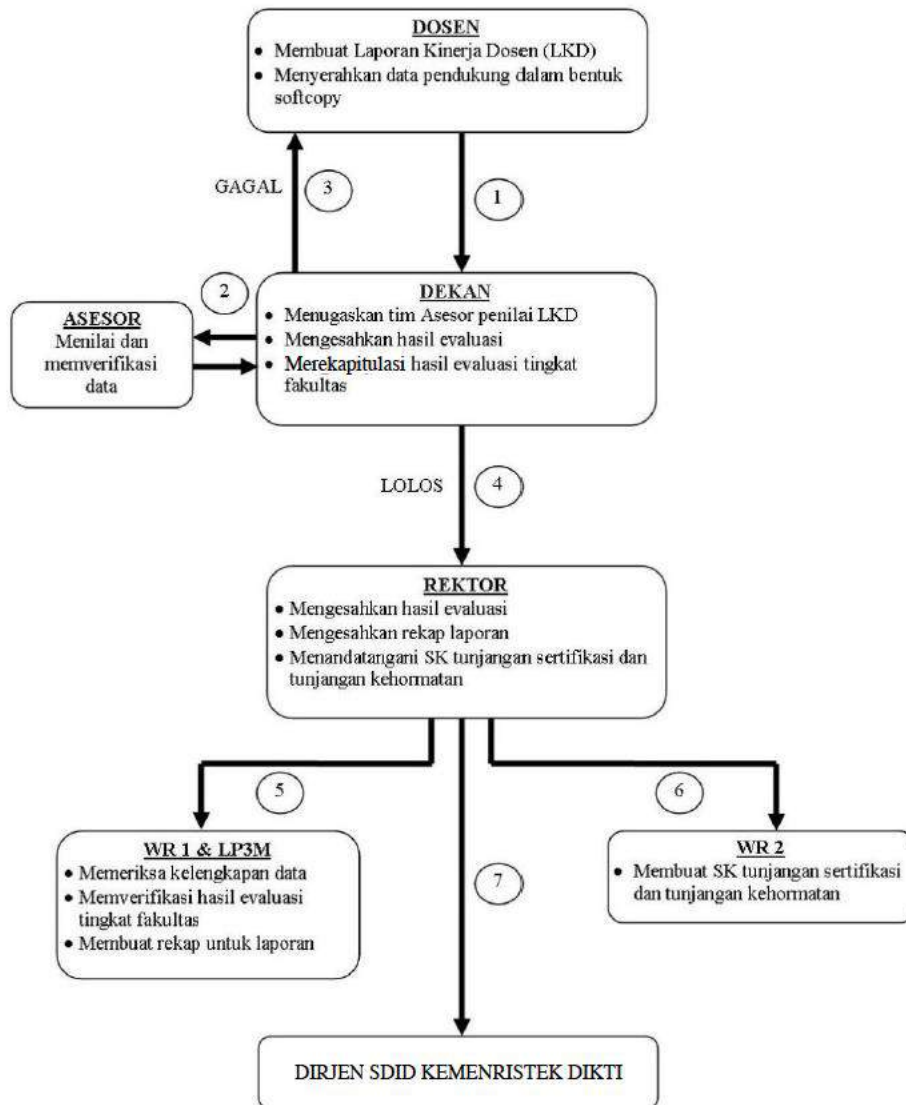 DOSEN
• Membuat Laporan Kinerja Dosen (LKD)
• Menyerahkan data pendukung dalam bentuk
softcopy
GAGAL
3
1
2
ASESOR
Menilai dan
memverifikasi
data
DEKAN
• Menugaskan tim Asesor penilai LKD
• Mengesahkan hasil evaluasi
• Merekapitulasi hasil evaluasi tingkat
fakultas
LOLOS
4
REKTOR
• Mengesahkan hasil evaluasi
• Mengesahkan rekap laporan
• Menandatangani SK tunjangan sertifikasi dan
tunjangan kehormatan
5
6
WR 1 & LP3M
• Memeriksa kelengkapan data
• Memverifikasi hasil evaluasi
tingkat fakultas
• Membuat rekap untuk laporan
7
WR 2
• Membuat SK tunjangan sertifikasi
dan tunjangan kehormatan
DIRJEN SDID KEMENRISTEK DIKTI